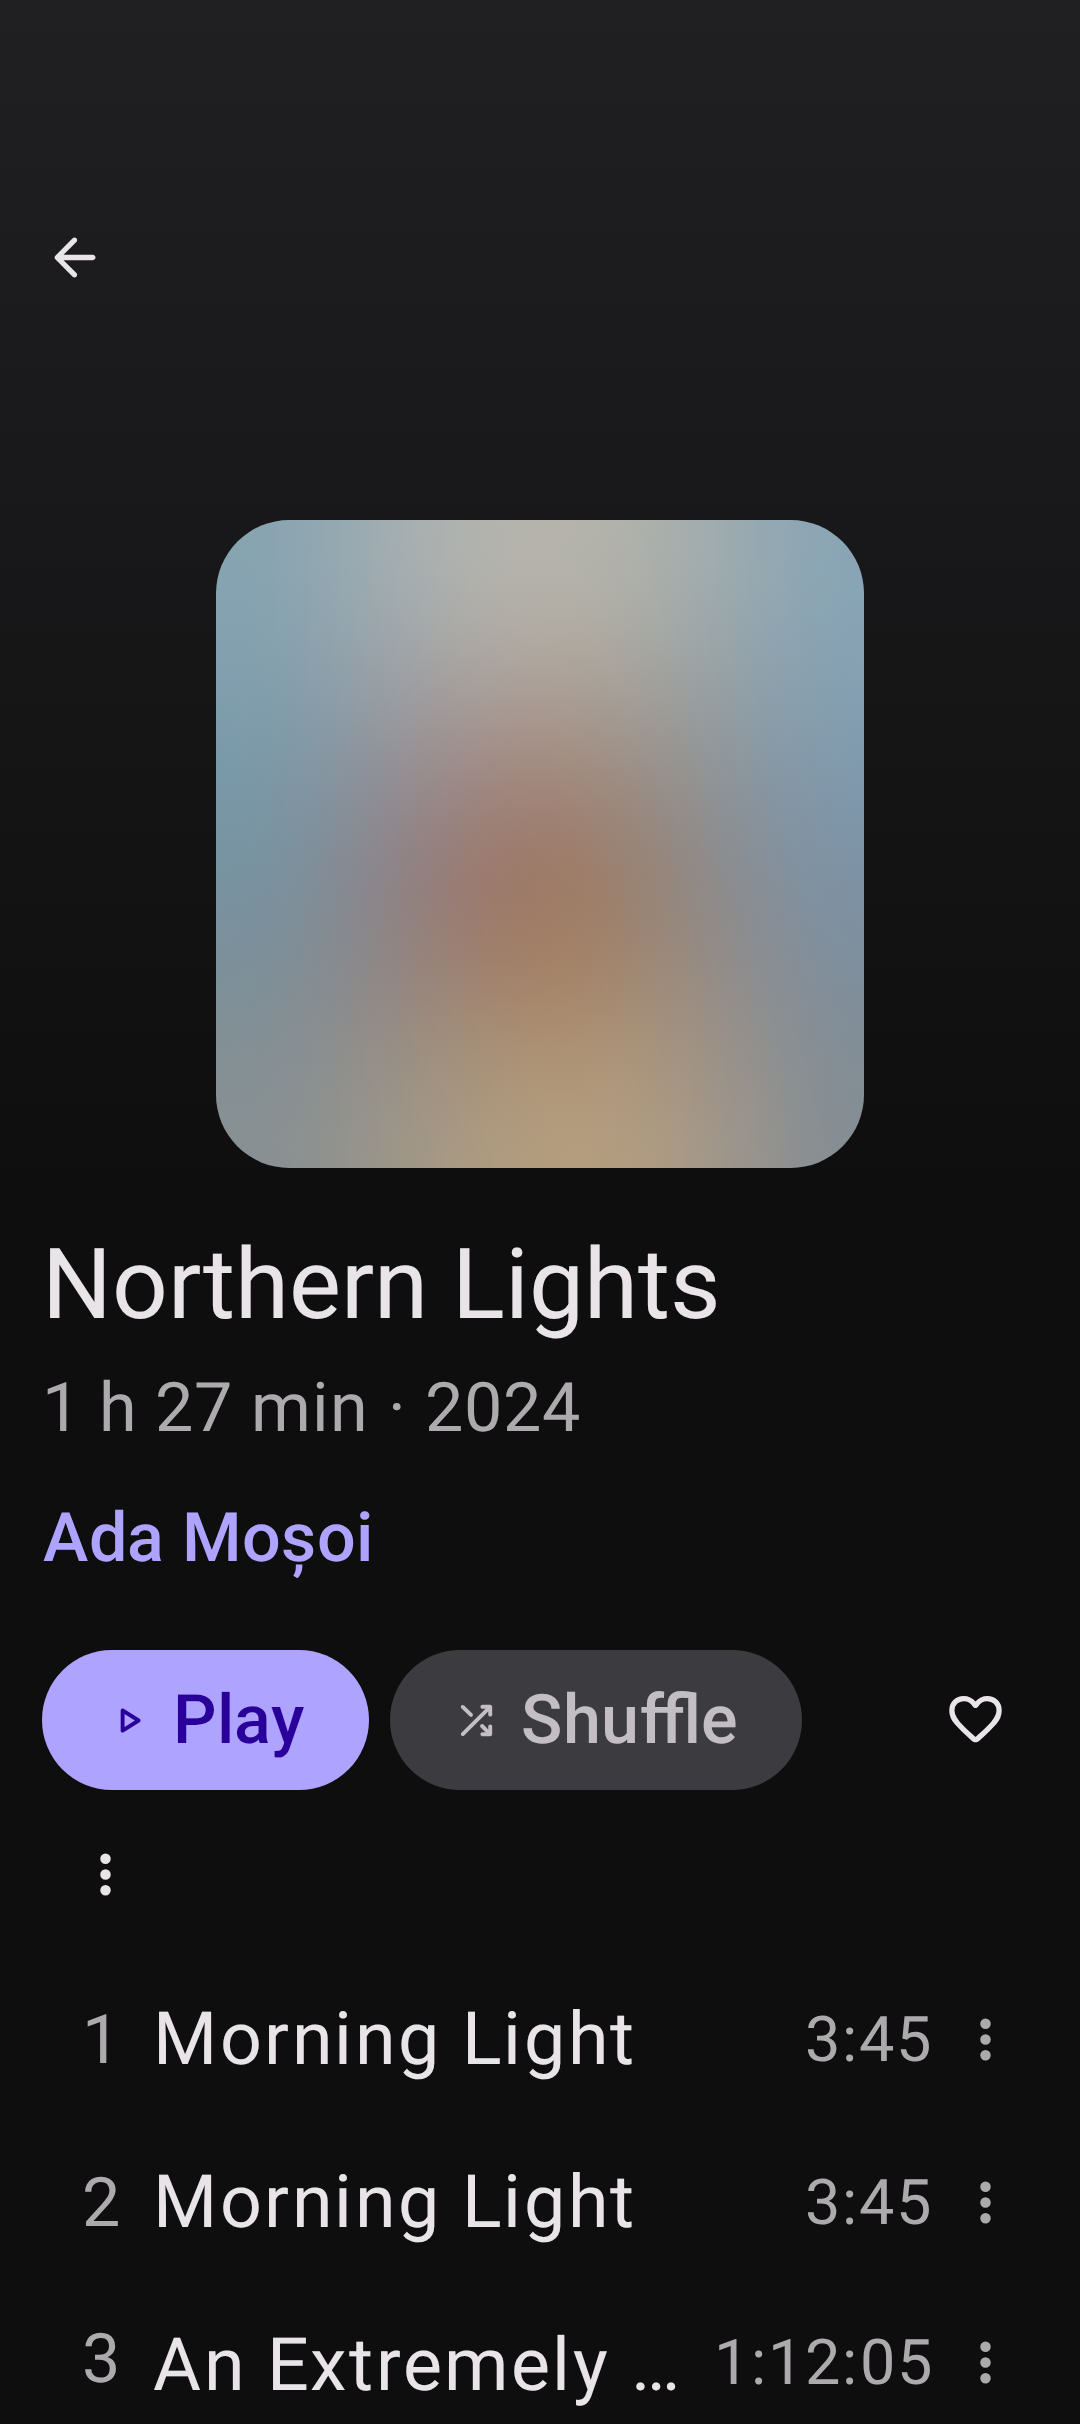 Northern Lights
1 h 27 min · 2024
Ada Moșoi
Play Shuffle
1 Morning Light 3:45
2 Morning Light 3:45
3 An Extremely … 1:12:05